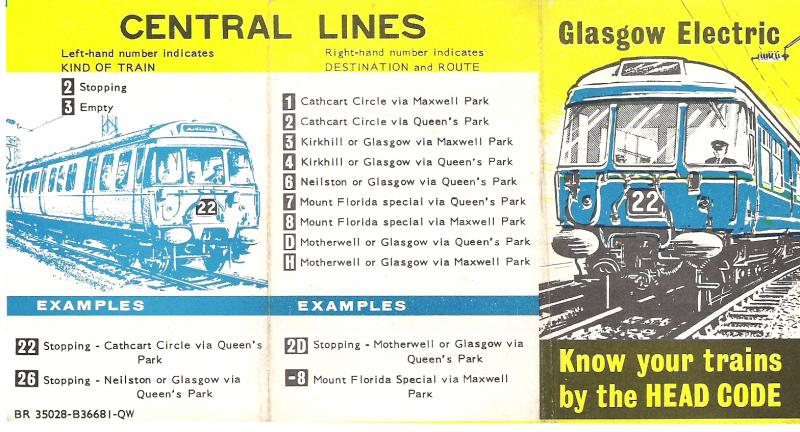 CENTRAL LINES
Left-hand number indicates
KIND OF TRAIN
2 Stopping
3 Empty
22
Right-hand number indicates
DESTINATION and ROUTE
1 Cathcart Circle via Maxwell Park
2 Cathcart Circle via Queen's Park
3 Kirkhill or Glasgow via Maxwell Park
4 Kirkhill or Glasgow via Queen's Park
6 Neilston or Glasgow via Queen's Park
7 Mount Florida special via Queen's Park
8 Mount Florida special via Maxwell Park
D Motherwell or Glasgow via Queen's Park
H Motherwell or Glasgow via Maxwell Park
EXAMPLES
22 Stopping - Cathcart Circle via Queen's
Park
26 Stopping - Neilston or Glasgow via
Queen's Park
BR 35028-B36681-QW
EXAMPLES
2D Stopping - Motherwell or Glasgow via
Queen's Park
-8 Mount Florida Special via Maxwell
Park
Glasgow Electric
22
Know your trains
by the HEAD CODE